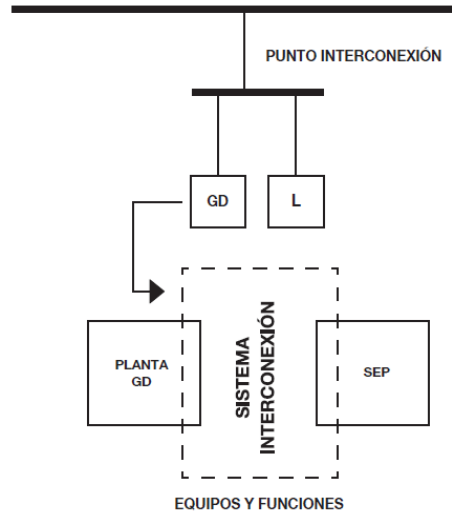 PUNTO INTERCONEXIÓN
GD
L
PLANTA
GD
SISTEMA
INTERCONEXIÓN
SEP
EQUIPOS Y FUNCIONES